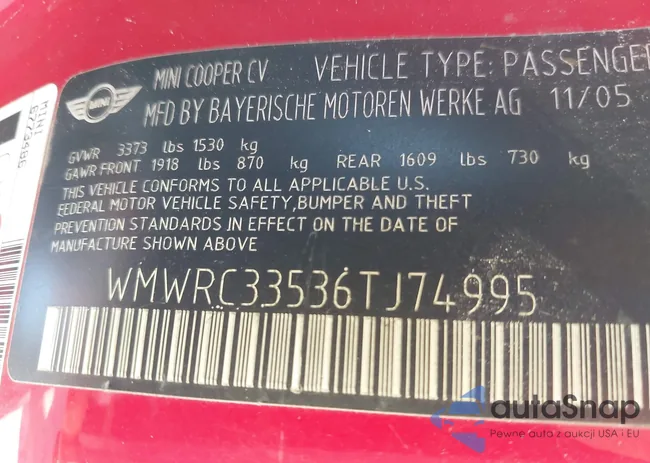 MINI COOPER CV VEHICLE TYPE: PASSENGER
MINI
MFD BY BAYERISCHE MOTOREN WERKE AG 11/05
GVWR 3373 lbs 1530 kg
GAWR FRONT 1918 lbs 870 kg REAR 1609 lbs 730 kg
THIS VEHICLE CONFORMS TO ALL APPLICABLE U.S.
FEDERAL MOTOR VEHICLE SAFETY,BUMPER AND THEFT
PREVENTION STANDARDS IN EFFECT ON THE DATE OF
MANUFACTURE SHOWN ABOVE
WMWRC33536TJ74995
MINI
autoSnap
Pewne auta z aukcji USA i EU